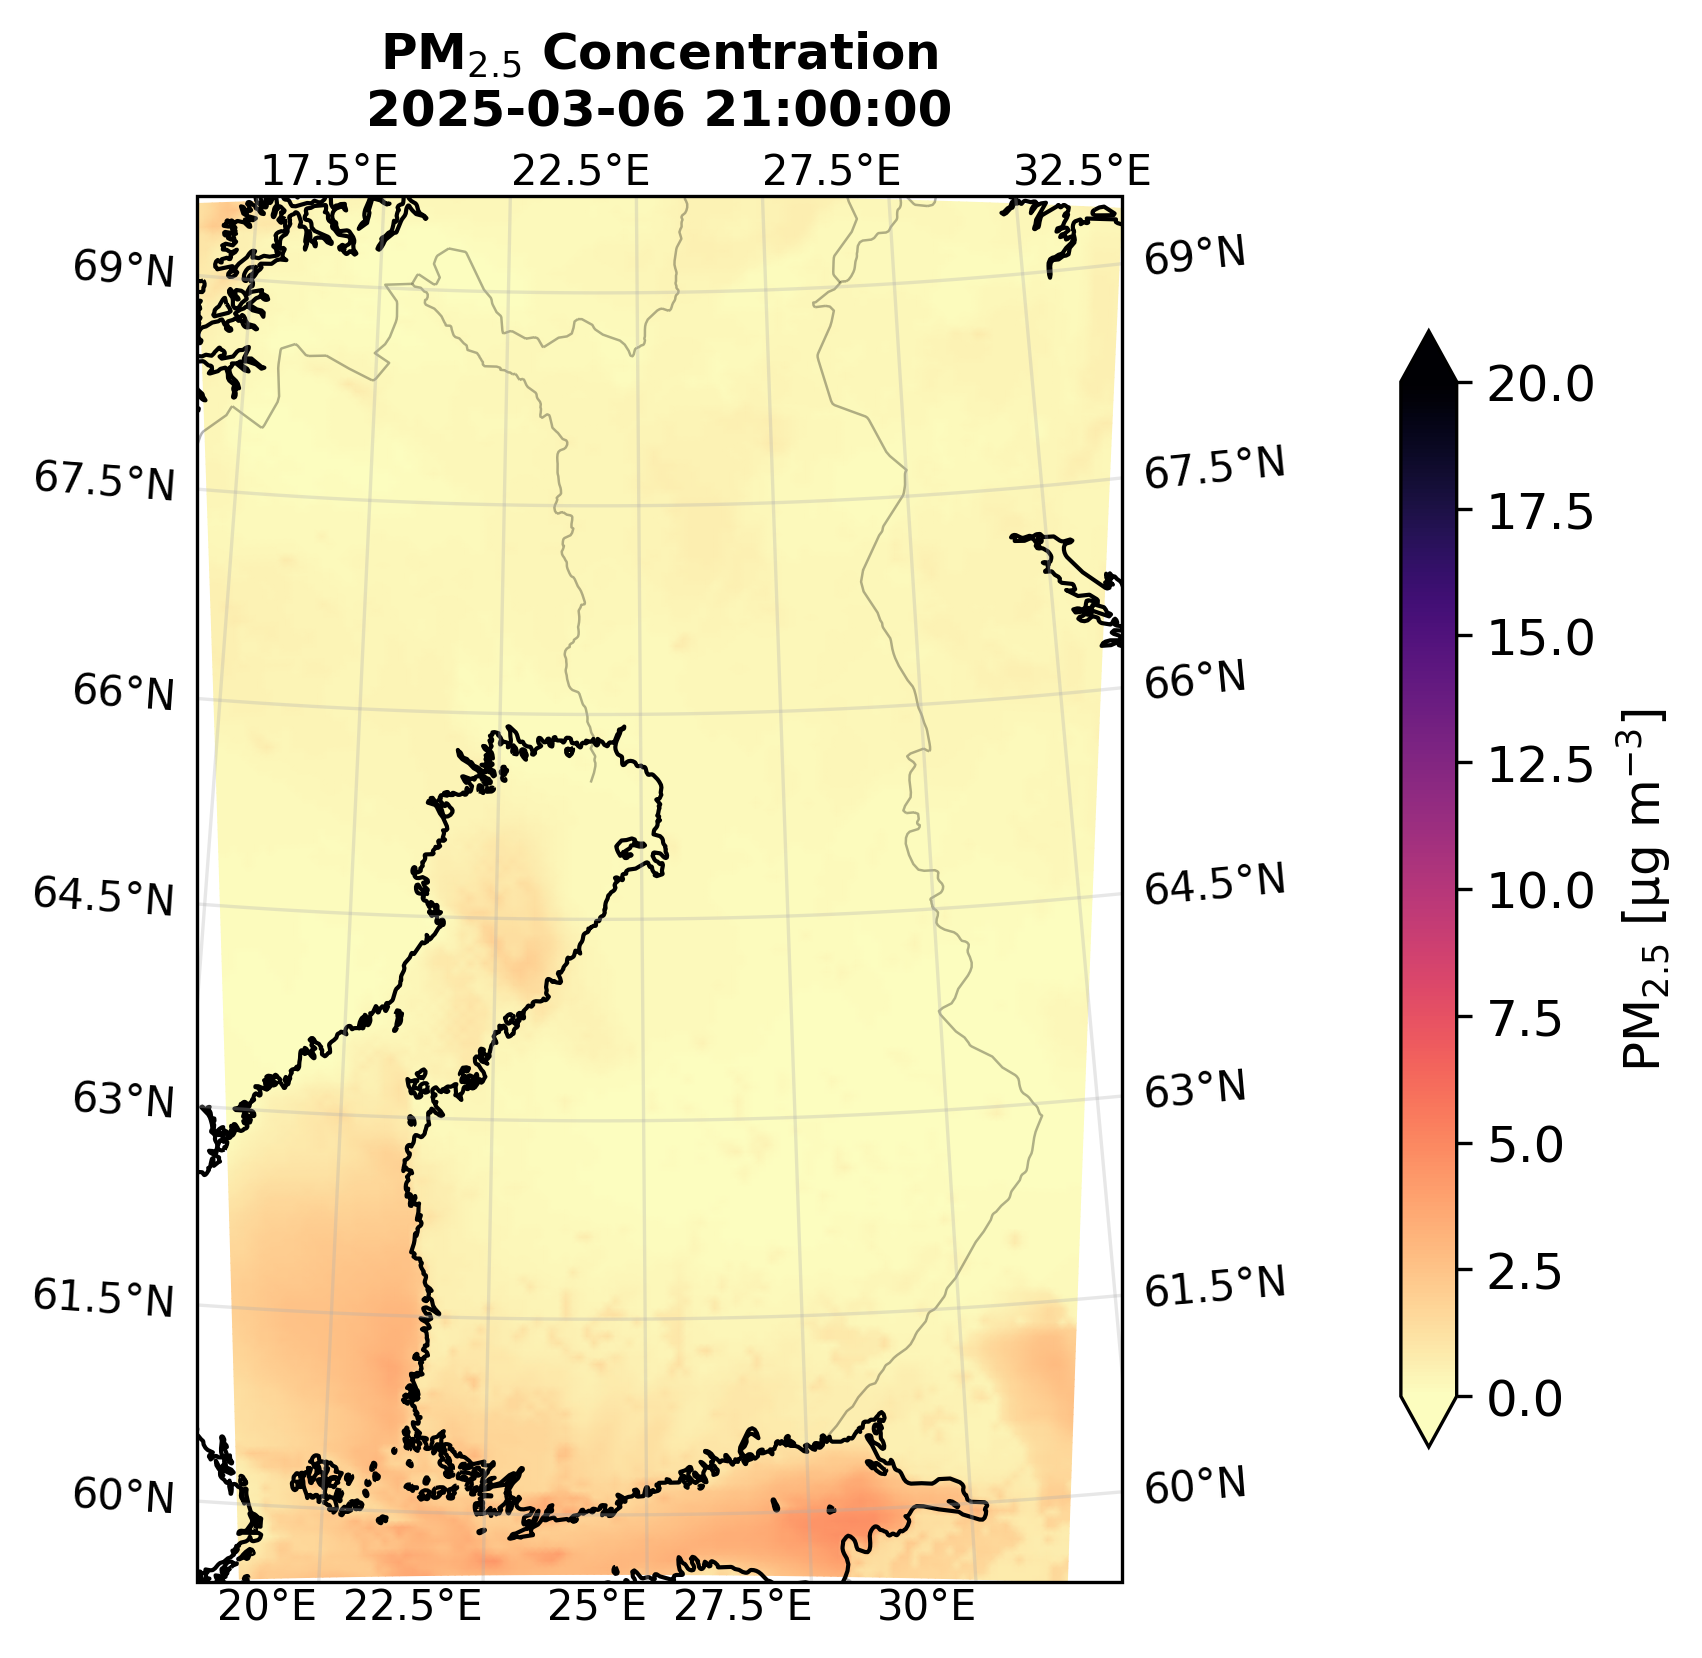 PM₂.₅ Concentration
2025-03-06 21:00:00
17.5°E 22.5°E 27.5°E 32.5°E
69°N 69°N
67.5°N 67.5°N
66°N 66°N
64.5°N 64.5°N
63°N 63°N
61.5°N 61.5°N
60°N 60°N
20°E 22.5°E 25°E 27.5°E 30°E
20.0
17.5
15.0
12.5
10.0
7.5
5.0
2.5
0.0
PM₂.₅ [µg m⁻³]